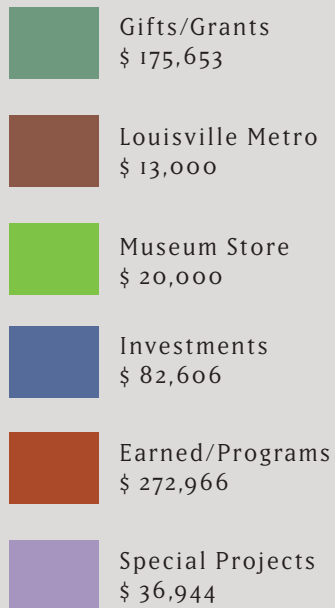 Gifts/Grants
$ 175,653
Louisville Metro
$ 13,000
Museum Store
$ 20,000
Investments
$ 82,606
Earned/Programs
$ 272,966
Special Projects
$ 36,944